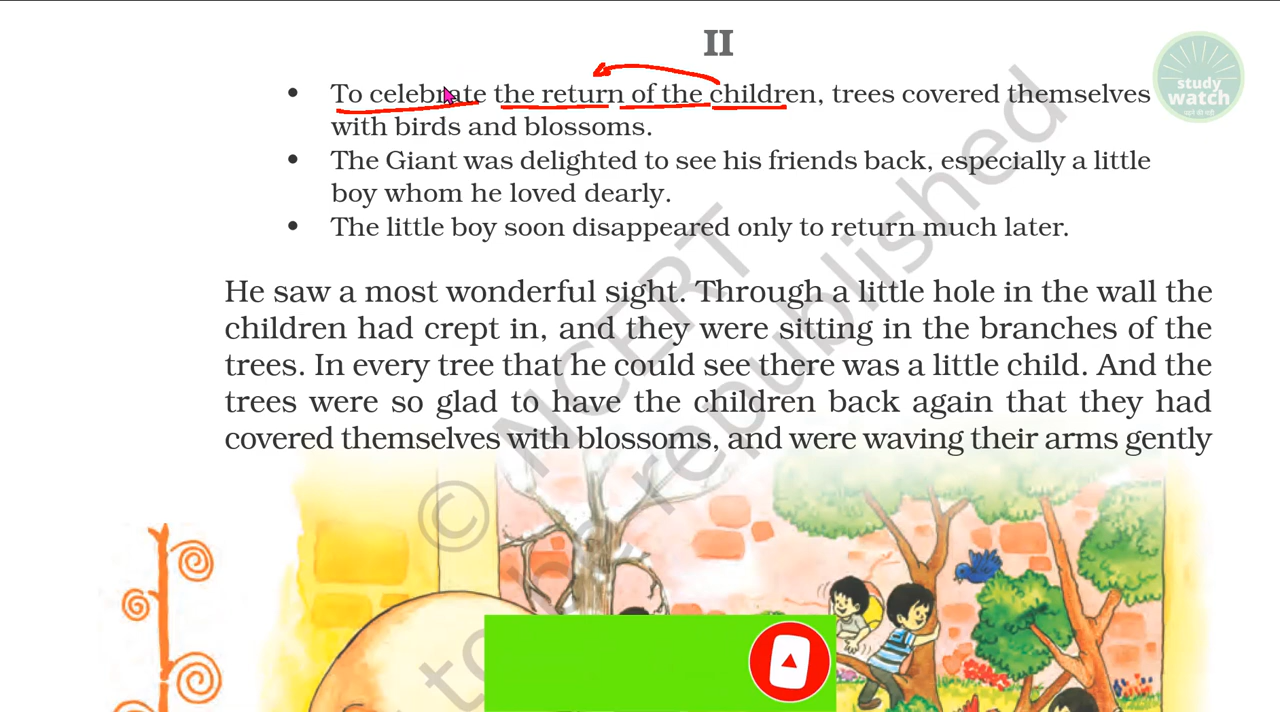 II
study
watch
• To celebrate the return of the children, trees covered themselves
with birds and blossoms.
• The Giant was delighted to see his friends back, especially a little
boy whom he loved dearly.
• The little boy soon disappeared only to return much later.
He saw a most wonderful sight. Through a little hole in the wall the
children had crept in, and they were sitting in the branches of the
trees. In every tree that he could see there was a little child. And the
trees were so glad to have the children back again that they had
covered themselves with blossoms, and were waving their arms gently
© NCERT
to be republished